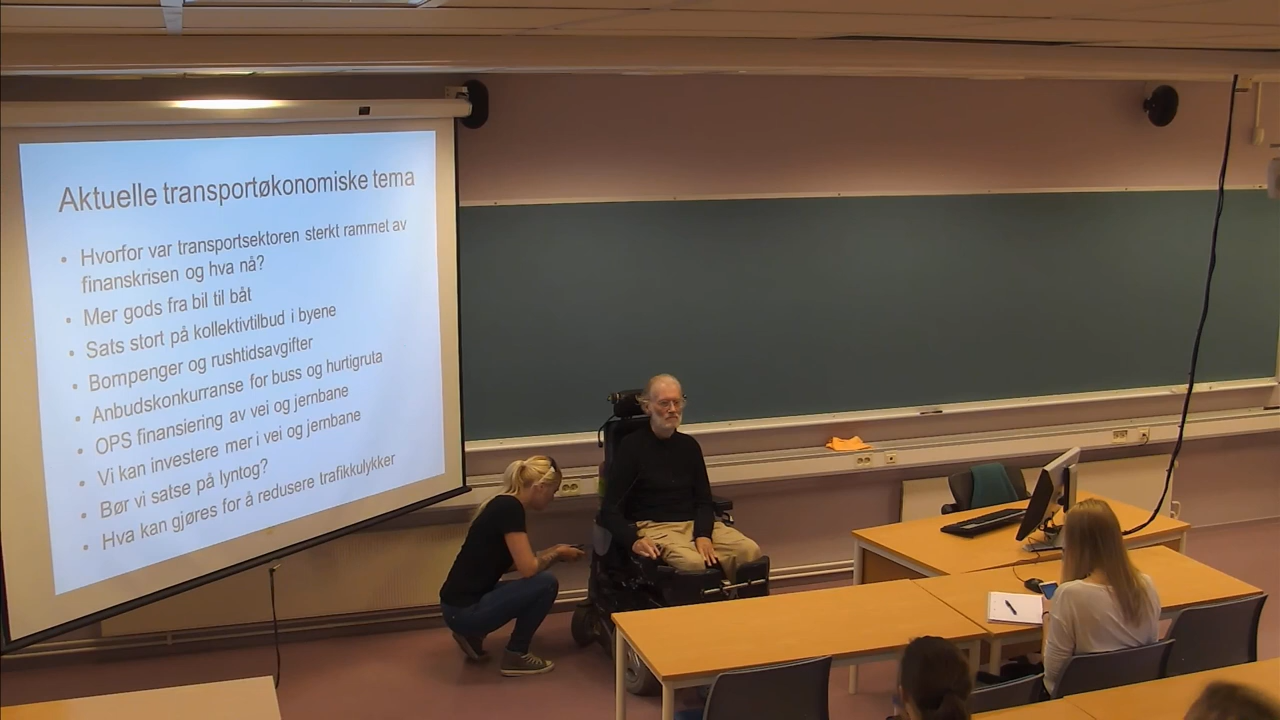 Aktuelle transportøkonomiske tema
• Hvorfor var transportsektoren sterkt rammet av
finanskrisen og hva nå?
• Mer gods fra bil til båt
• Sats stort på kollektivtilbud i byene
• Bompenger og rushtidsavgifter
• Anbudskonkurranse for buss og hurtigruta
• OPS finansiering av vei og jernbane
• Vi kan investere mer i vei og jernbane
• Bør vi satse på lyntog?
• Hva kan gjøres for å redusere trafikkulykker